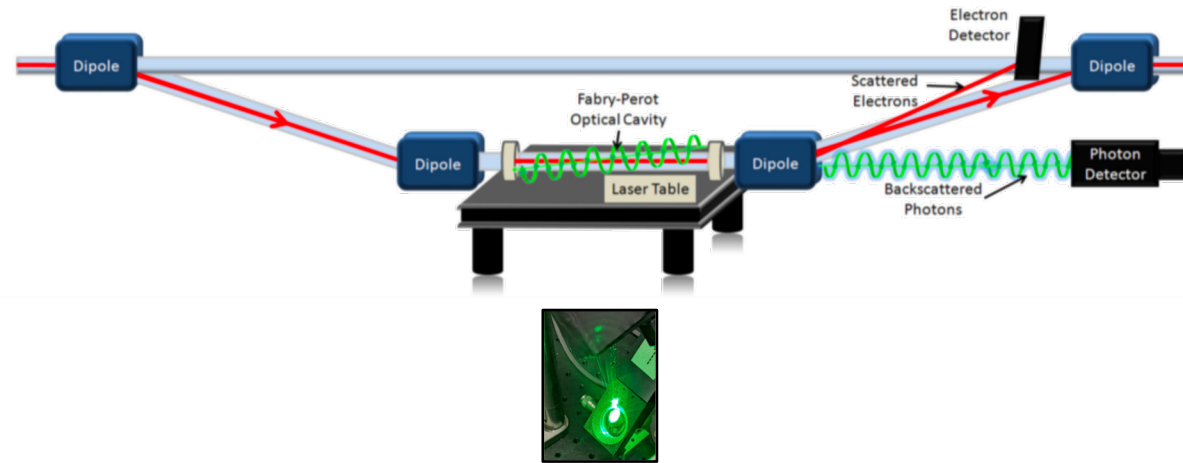 Electron
Detector
Dipole
Dipole
Scattered
Electrons
Fabry-Perot
Optical Cavity
Dipole
Dipole
Photon
Detector
Laser Table
Backscattered
Photons